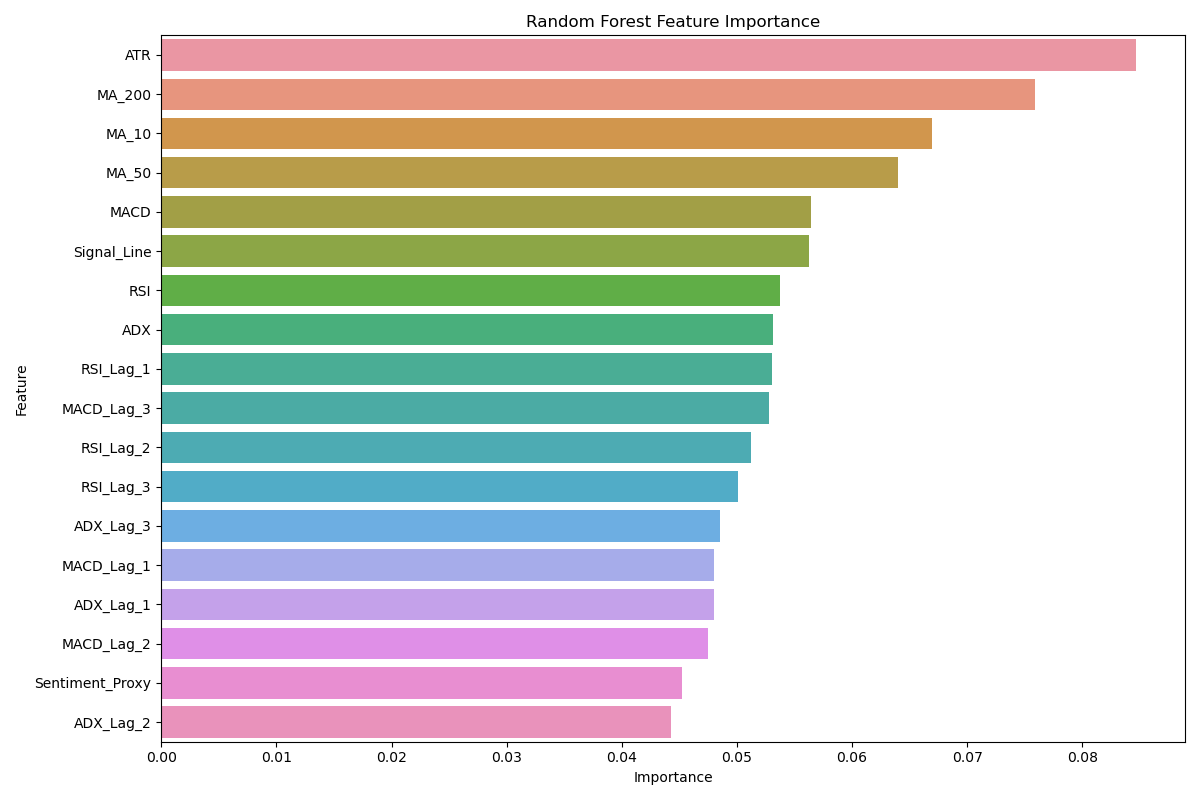 Random Forest Feature Importance
ATR
MA_200
MA_10
MA_50
MACD
Signal_Line
RSI
ADX
RSI_Lag_1
MACD_Lag_3
RSI_Lag_2
RSI_Lag_3
ADX_Lag_3
MACD_Lag_1
ADX_Lag_1
MACD_Lag_2
Sentiment_Proxy
ADX_Lag_2
Feature
0.00 0.01 0.02 0.03 0.04 0.05 0.06 0.07 0.08
Importance